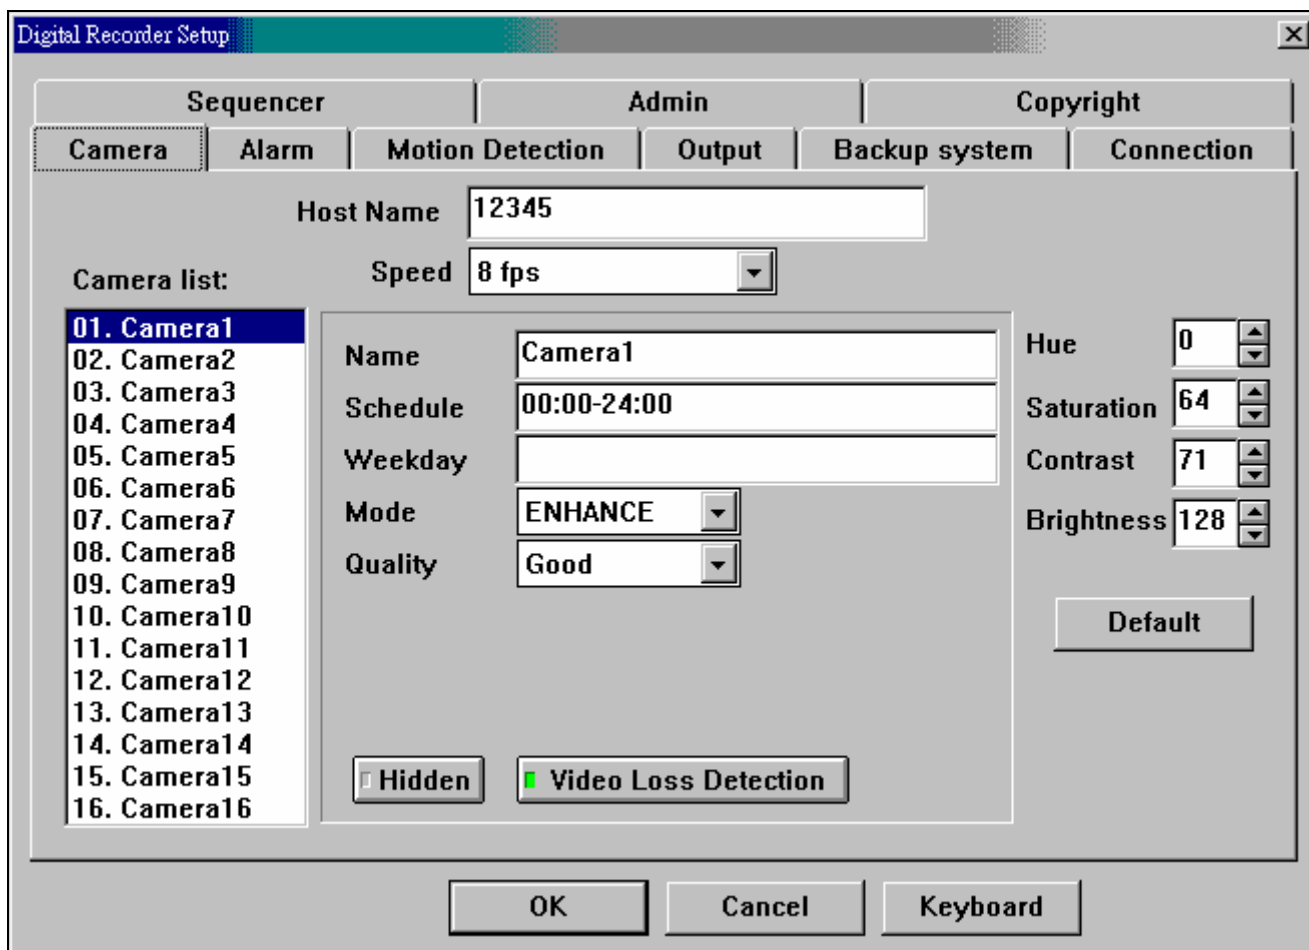 Digital Recorder Setup
Sequencer Admin Copyright
Camera Alarm Motion Detection Output Backup system Connection
Host Name 12345
Speed 8 fps
Camera list:
01. Camera1
02. Camera2
03. Camera3
04. Camera4
05. Camera5
06. Camera6
07. Camera7
08. Camera8
09. Camera9
10. Camera10
11. Camera11
12. Camera12
13. Camera13
14. Camera14
15. Camera15
16. Camera16
Name Camera1
Schedule 00:00-24:00
Weekday
Mode ENHANCE
Quality Good
Hidden Video Loss Detection
Hue 0
Saturation 64
Contrast 71
Brightness 128
Default
OK Cancel Keyboard